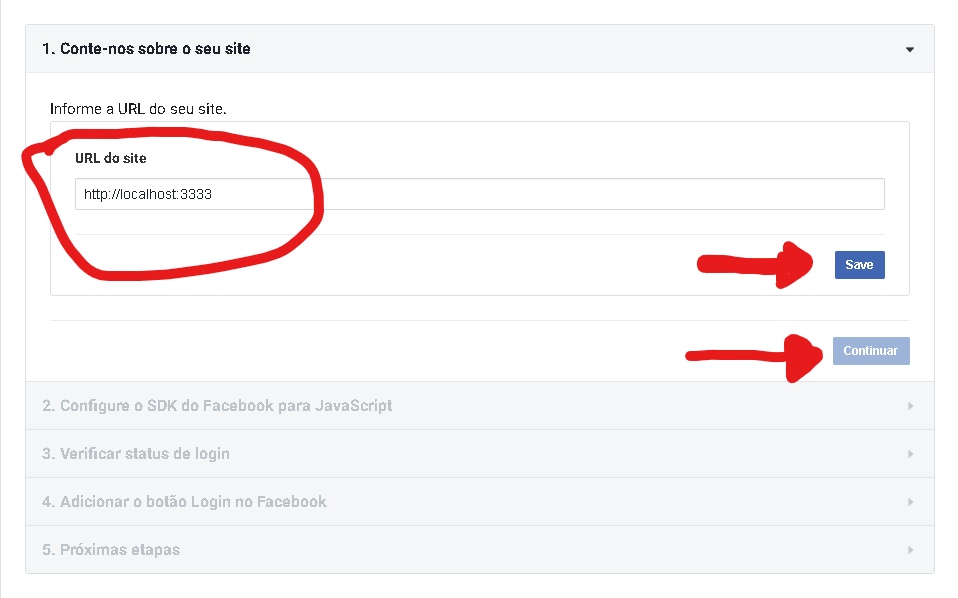 1. Conte-nos sobre o seu site
Informe a URL do seu site.
URL do site
http://localhost:3333
Save
Continuar
2. Configure o SDK do Facebook para JavaScript
3. Verificar status de login
4. Adicionar o botão Login no Facebook
5. Próximas etapas